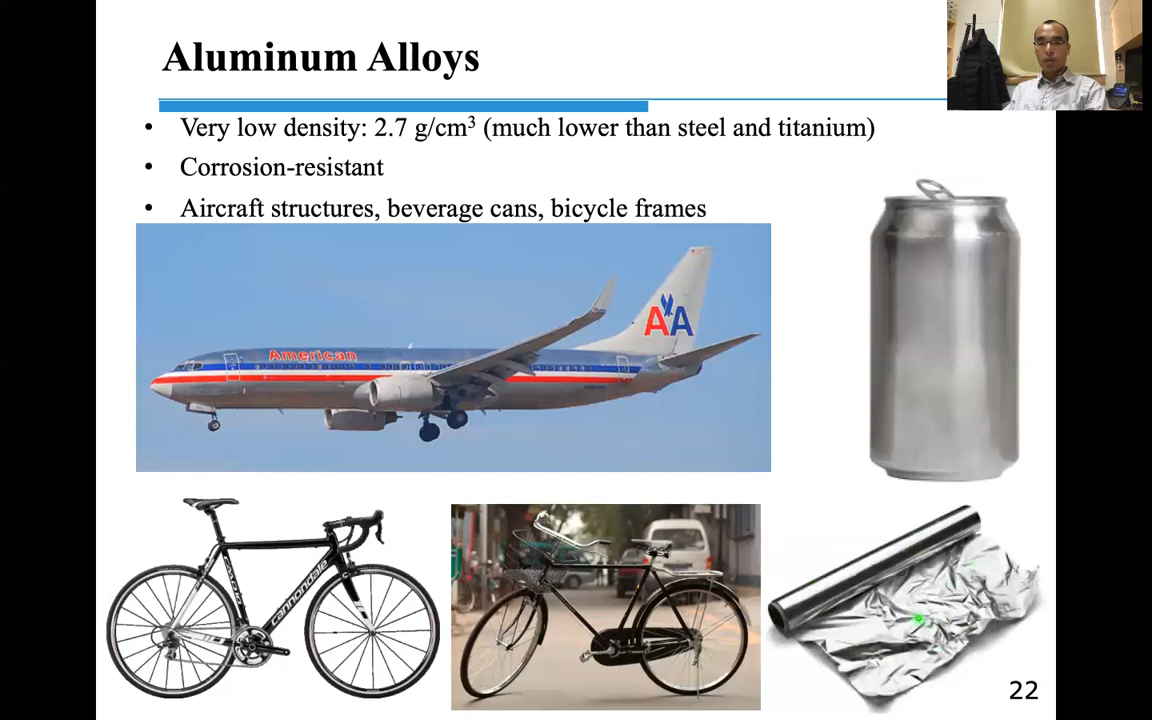 Aluminum Alloys
• Very low density: 2.7 g/cm³ (much lower than steel and titanium)
• Corrosion-resistant
• Aircraft structures, beverage cans, bicycle frames
American
AA
cannondale
22